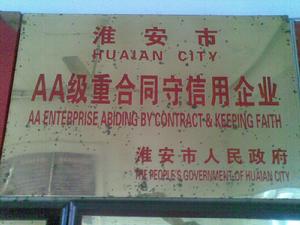 淮安市
HUAIAN CITY
AA级重合同守信用企业
AA ENTERPRISE ABIDING BY CONTRACT & KEEPING FAITH
淮安市人民政府
THE PEOPLE'S GOVERNMENT OF HUAIAN CITY